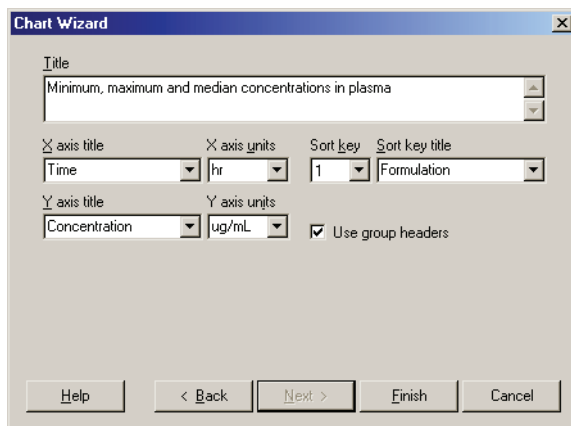 Chart Wizard
Title
Minimum, maximum and median concentrations in plasma
X axis title X axis units Sort key Sort key title
Time hr 1 Formulation
Y axis title Y axis units
Concentration ug/mL Use group headers
Help < Back Next > Finish Cancel